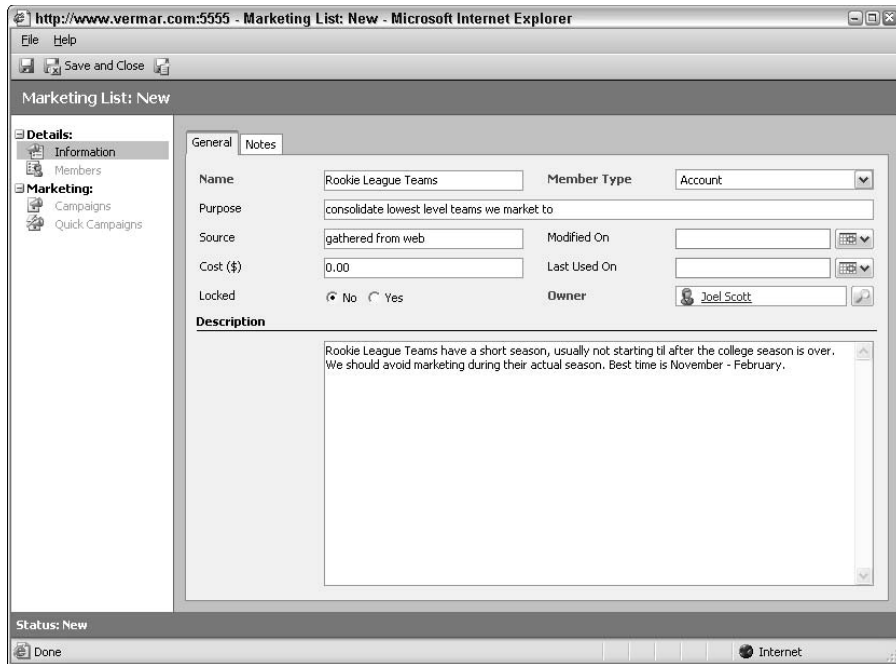 http://www.vermar.com:5555 - Marketing List: New - Microsoft Internet Explorer
File Help
Save and Close
Marketing List: New
Details:
Information
Members
Marketing:
Campaigns
Quick Campaigns
General Notes
Name Rookie League Teams Member Type Account
Purpose consolidate lowest level teams we market to
Source gathered from web Modified On
Cost ($) 0.00 Last Used On
Locked No Yes Owner Joel Scott
Description
Rookie League Teams have a short season, usually not starting til after the college season is over.
We should avoid marketing during their actual season. Best time is November - February.
Status: New
Done Internet